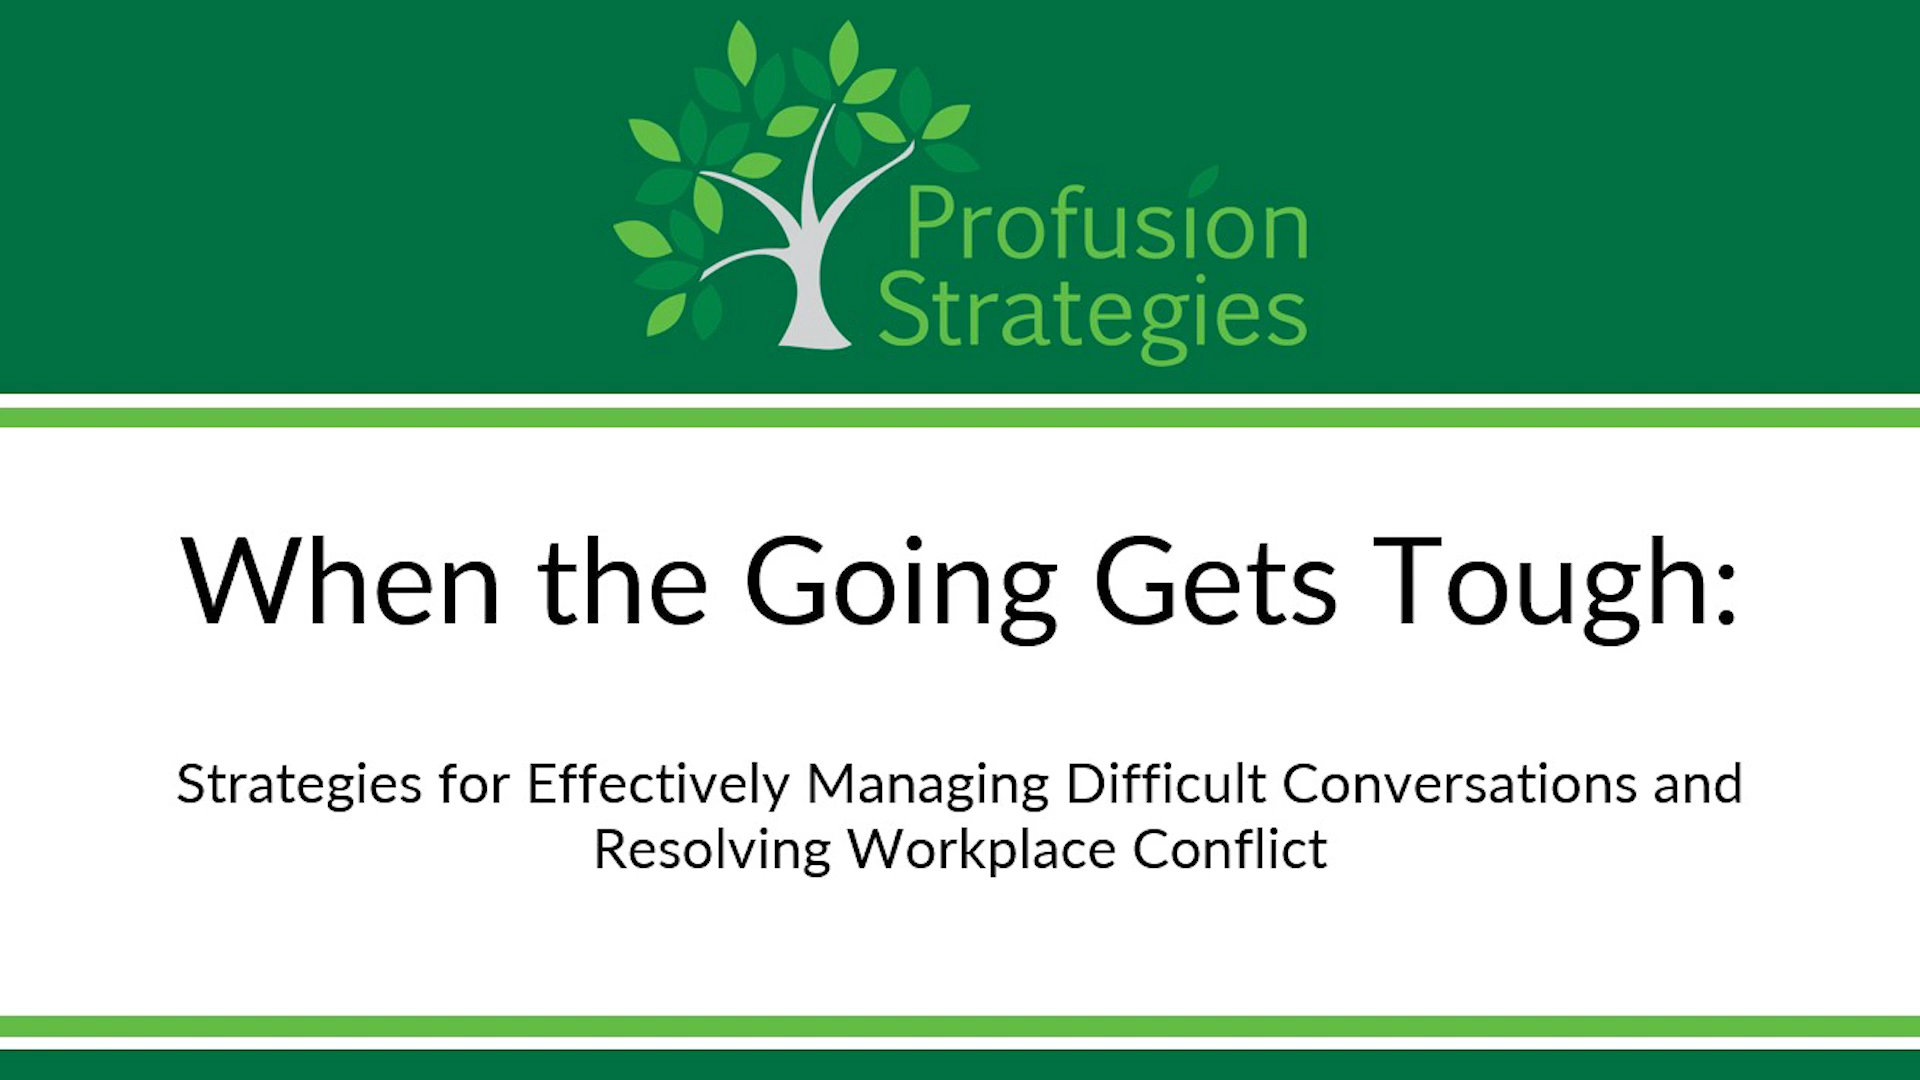 Profusion
Strategies
When the Going Gets Tough:
Strategies for Effectively Managing Difficult Conversations and
Resolving Workplace Conflict